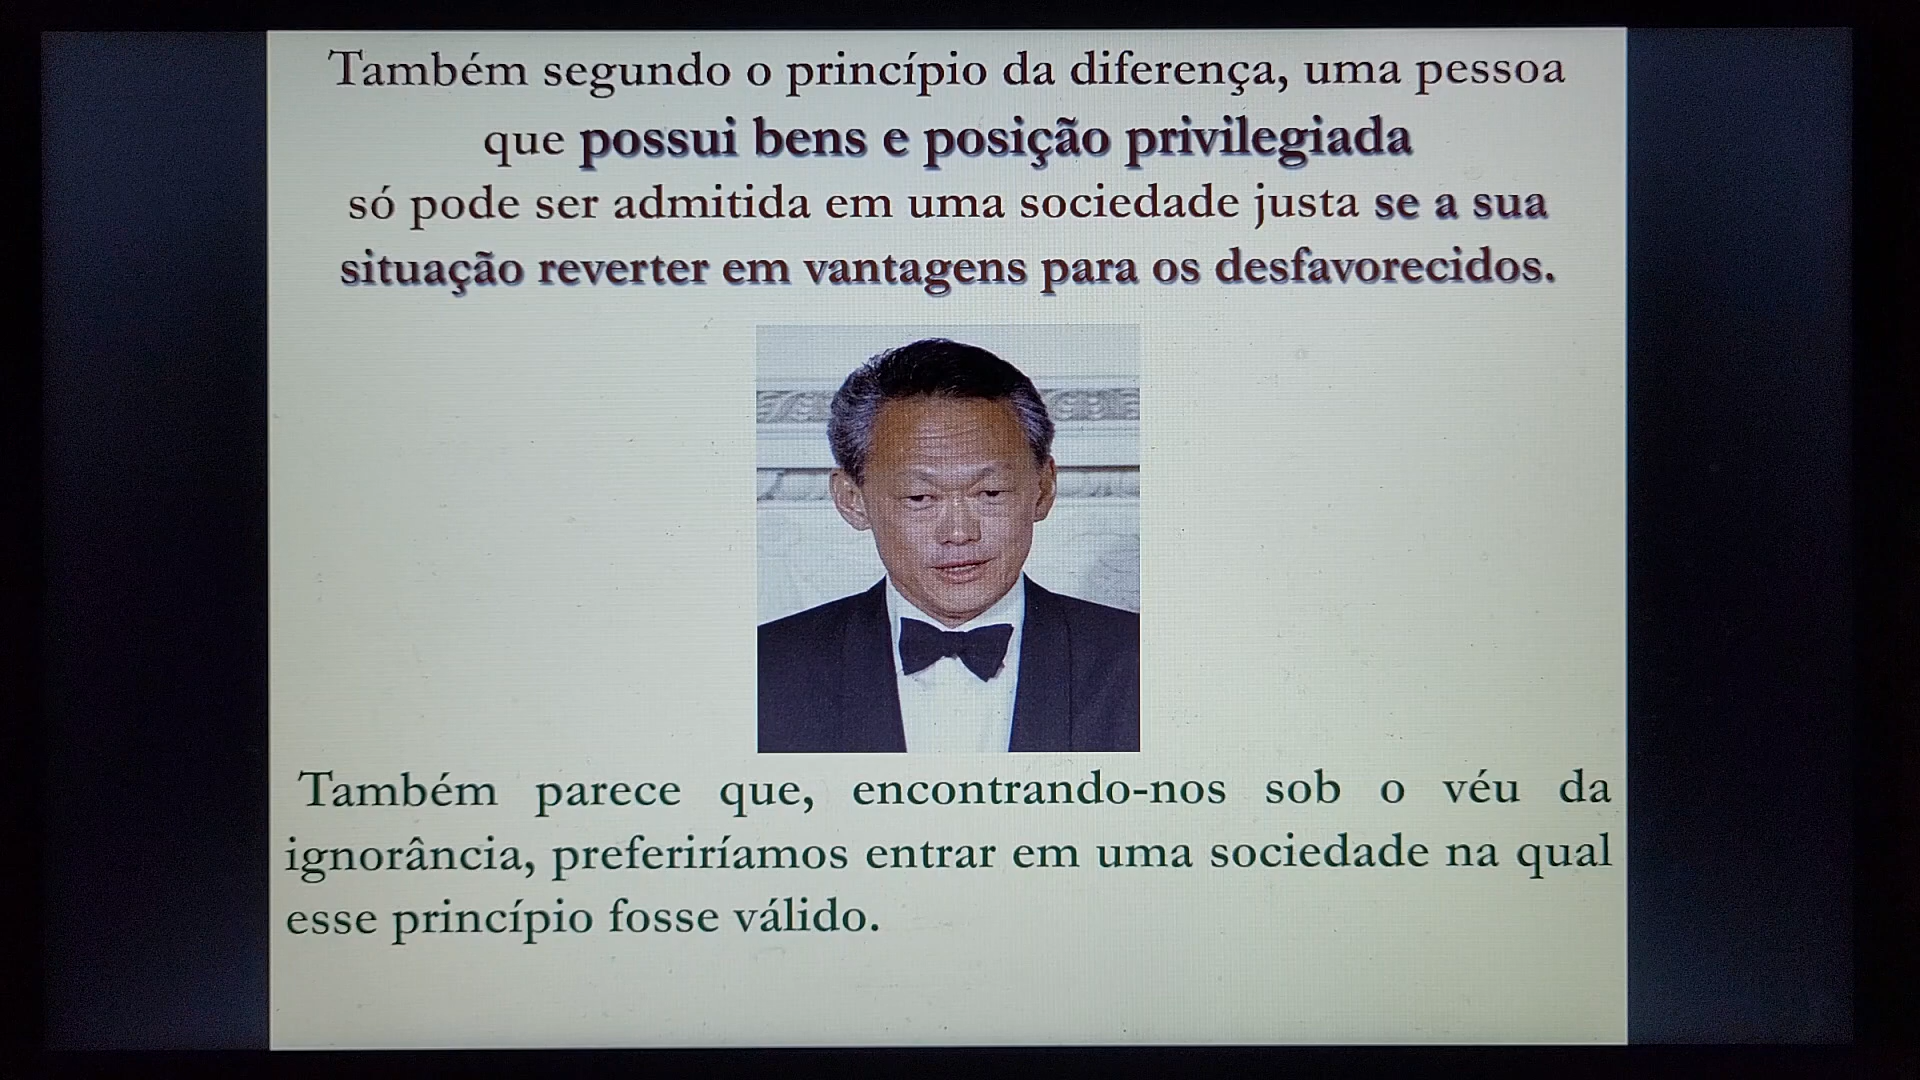 Também segundo o princípio da diferença, uma pessoa
que possui bens e posição privilegiada
só pode ser admitida em uma sociedade justa se a sua
situação reverter em vantagens para os desfavorecidos.
Também parece que, encontrando-nos sob o véu da
ignorância, preferiríamos entrar em uma sociedade na qual
esse princípio fosse válido.